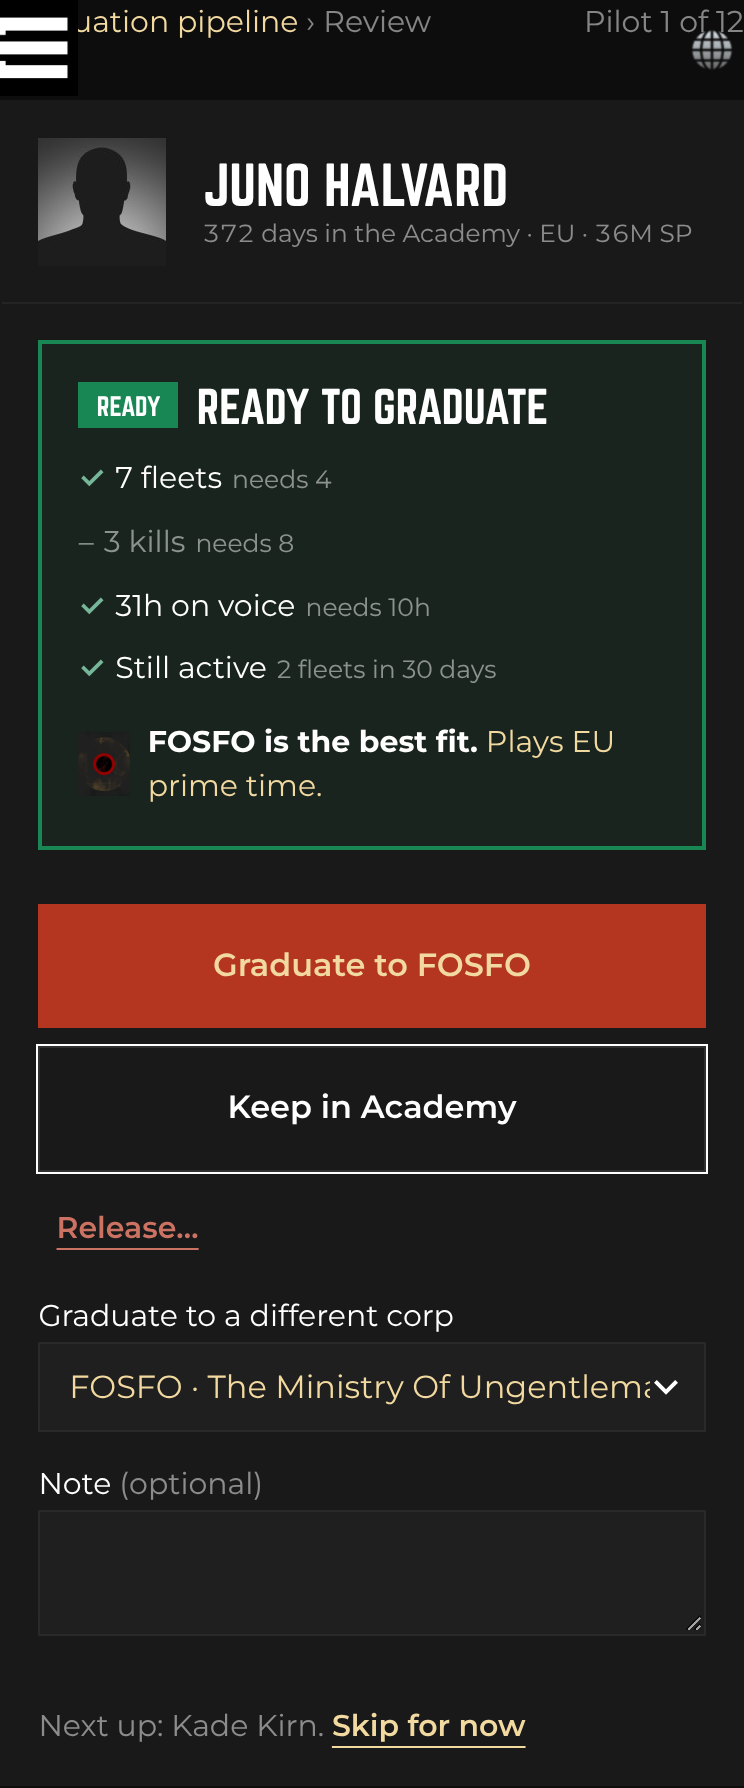 uation pipeline › Review
Pilot 1 of 12
JUNO HALVARD
372 days in the Academy · EU · 36M SP
READY READY TO GRADUATE
✓ 7 fleets needs 4
– 3 kills needs 8
✓ 31h on voice needs 10h
✓ Still active 2 fleets in 30 days
FOSFO is the best fit. Plays EU
prime time.
Graduate to FOSFO
Keep in Academy
Release...
Graduate to a different corp
FOSFO · The Ministry Of Ungentlema
Note (optional)
Next up: Kade Kirn. Skip for now